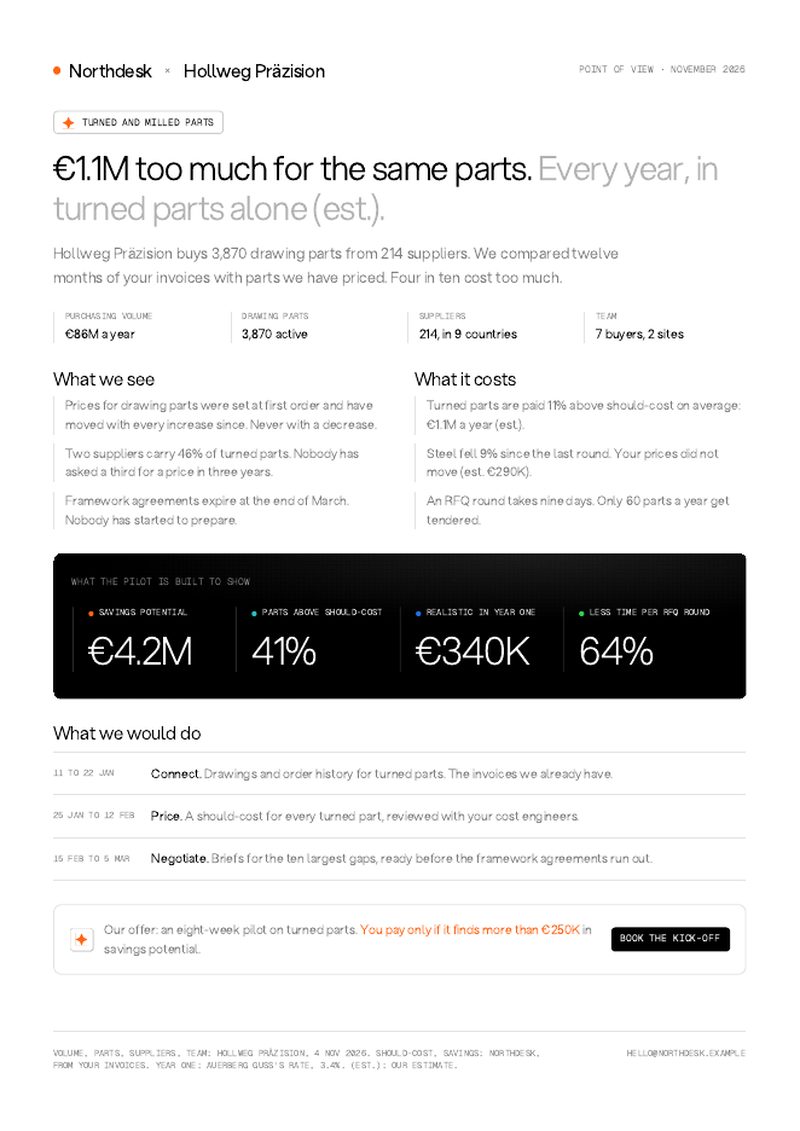 Northdesk × Hollweg Präzision
POINT OF VIEW · NOVEMBER 2026
TURNED AND MILLED PARTS
€1.1M too much for the same parts. Every year, in
turned parts alone (est.).
Hollweg Präzision buys 3,870 drawing parts from 214 suppliers. We compared twelve
months of your invoices with parts we have priced. Four in ten cost too much.
PURCHASING VOLUME
€86M a year
DRAWING PARTS
3,870 active
SUPPLIERS
214, in 9 countries
TEAM
7 buyers, 2 sites
What we see
Prices for drawing parts were set at first order and have
moved with every increase since. Never with a decrease.
Two suppliers carry 46% of turned parts. Nobody has
asked a third for a price in three years.
Framework agreements expire at the end of March.
Nobody has started to prepare.
What it costs
Turned parts are paid 11% above should-cost on average:
€1.1M a year (est.).
Steel fell 9% since the last round. Your prices did not
move (est. €290K).
An RFQ round takes nine days. Only 60 parts a year get
tendered.
WHAT THE PILOT IS BUILT TO SHOW
SAVINGS POTENTIAL
€4.2M
PARTS ABOVE SHOULD-COST
41%
REALISTIC IN YEAR ONE
€340K
LESS TIME PER RFQ ROUND
64%
What we would do
11 TO 22 JAN
Connect. Drawings and order history for turned parts. The invoices we already have.
25 JAN TO 12 FEB
Price. A should-cost for every turned part, reviewed with your cost engineers.
15 FEB TO 5 MAR
Negotiate. Briefs for the ten largest gaps, ready before the framework agreements run out.
Our offer: an eight-week pilot on turned parts. You pay only if it finds more than €250K in
savings potential.
BOOK THE KICK-OFF
VOLUME, PARTS, SUPPLIERS, TEAM: HOLLWEG PRÄZISION, 4 NOV 2026. SHOULD-COST, SAVINGS: NORTHDESK,
FROM YOUR INVOICES. YEAR ONE: AUERBERG GUSS'S RATE, 3.4%. (EST.): OUR ESTIMATE.
HELLO@NORTHDESK.EXAMPLE